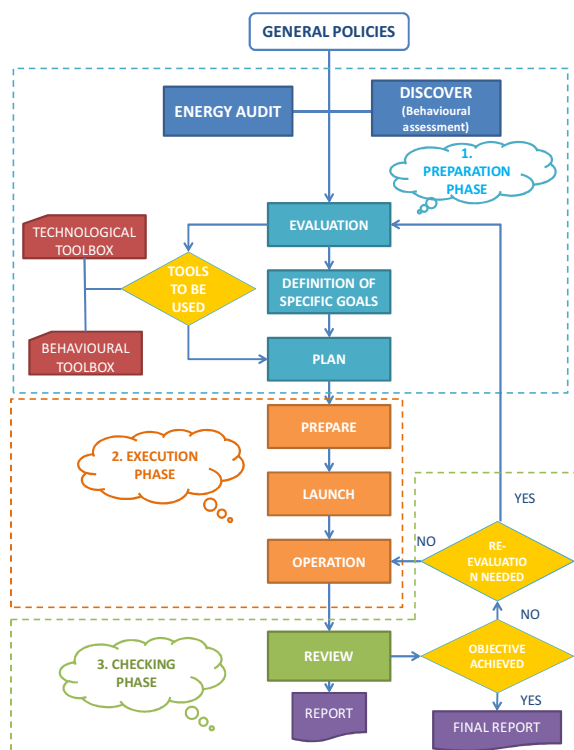 GENERAL POLICIES
ENERGY AUDIT
DISCOVER
(Behavioural
assessment)
1.
PREPARATION
PHASE
EVALUATION
TECHNOLOGICAL
TOOLBOX
TOOLS
TO BE
USED
DEFINITION OF
SPECIFIC GOALS
BEHAVIOURAL
TOOLBOX
PLAN
PREPARE
2. EXECUTION
PHASE
LAUNCH
YES
NO
OPERATION
RE-
EVALUATIO
N NEEDED
NO
REVIEW
OBJECTIVE
ACHIEVED
3. CHECKING
PHASE
YES
REPORT
FINAL REPORT